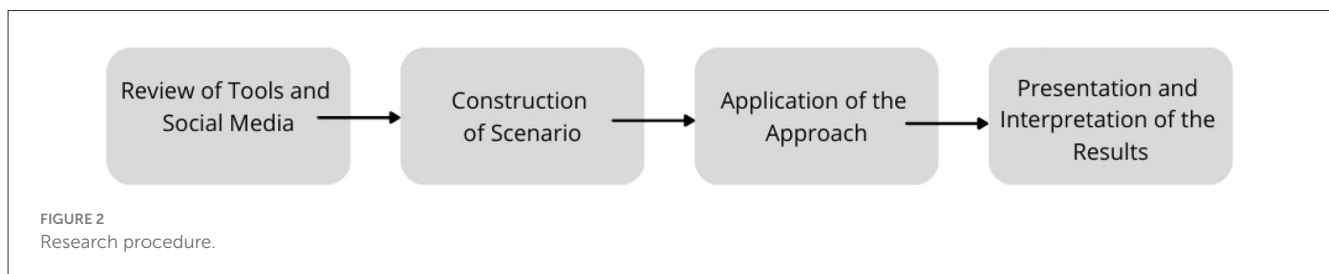 Review of Tools and
Social Media
Construction
of Scenario
Application of the
Approach
Presentation and
Interpretation of the
Results
FIGURE 2
Research procedure.